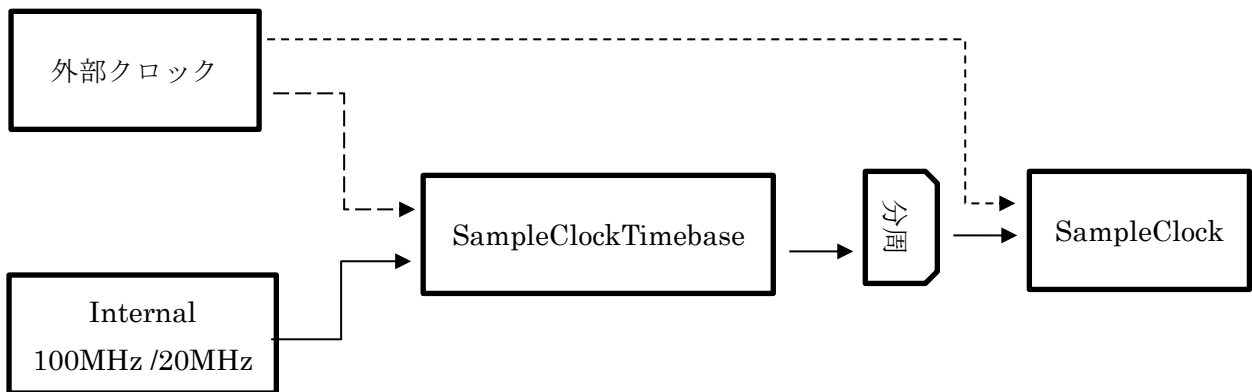 外部クロック
SampleClockTimebase
分周
SampleClock
Internal
100MHz /20MHz